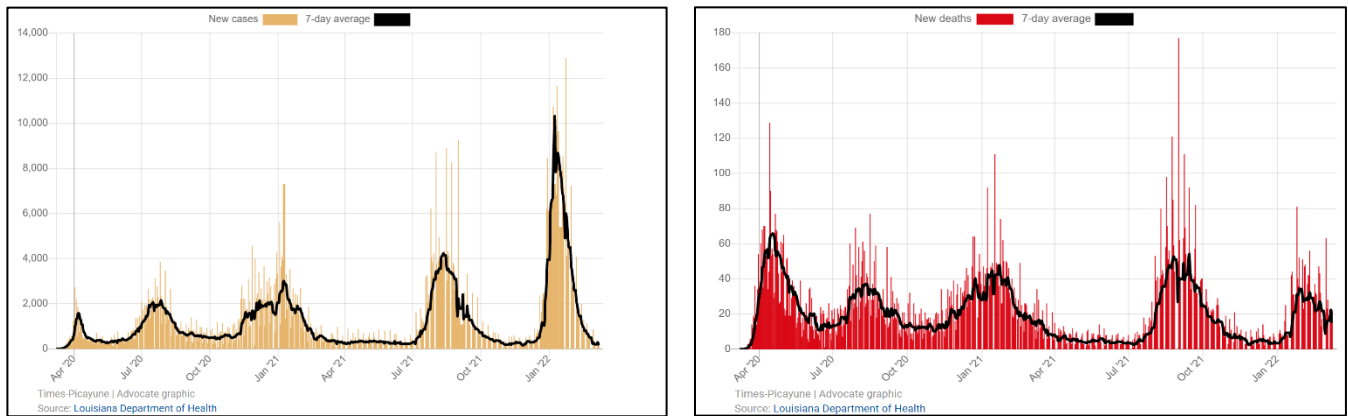 New cases 7-day average
14,000
12,000
10,000
8,000
6,000
4,000
2,000
0
Apr '20 Jul '20 Oct '20 Jan '21 Apr '21 Jul '21 Oct '21 Jan '22
Times-Picayune | Advocate graphic
Source: Louisiana Department of Health
New deaths 7-day average
180
160
140
120
100
80
60
40
20
0
Apr '20 Jul '20 Oct '20 Jan '21 Apr '21 Jul '21 Oct '21 Jan '22
Times-Picayune | Advocate graphic
Source: Louisiana Department of Health